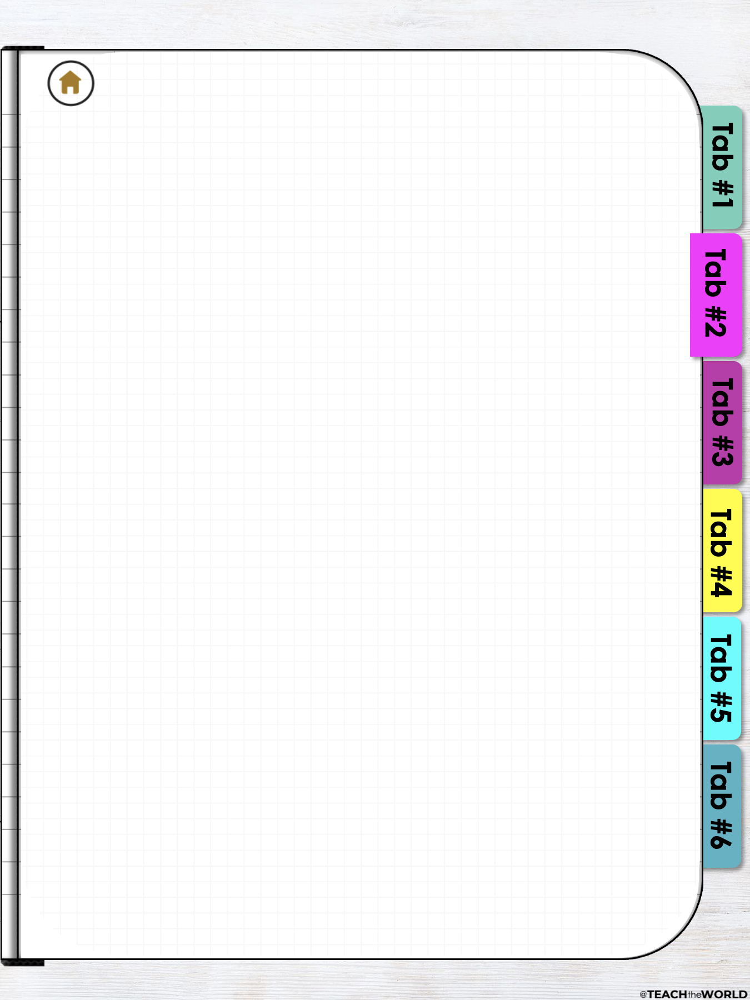 Tab #1
Tab #2
Tab #3
Tab #4
Tab #5
Tab #6
@TEACHtheWORLD